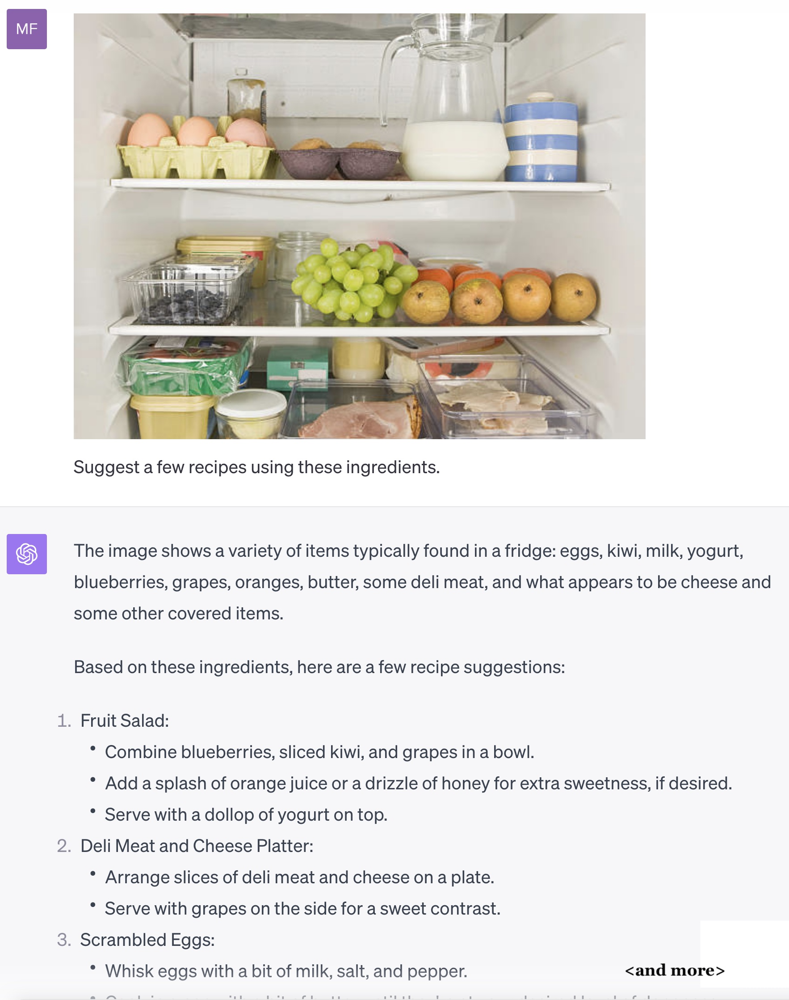 MF
Suggest a few recipes using these ingredients.
The image shows a variety of items typically found in a fridge: eggs, kiwi, milk, yogurt,
blueberries, grapes, oranges, butter, some deli meat, and what appears to be cheese and
some other covered items.
Based on these ingredients, here are a few recipe suggestions:
1. Fruit Salad:
• Combine blueberries, sliced kiwi, and grapes in a bowl.
• Add a splash of orange juice or a drizzle of honey for extra sweetness, if desired.
• Serve with a dollop of yogurt on top.
2. Deli Meat and Cheese Platter:
• Arrange slices of deli meat and cheese on a plate.
• Serve with grapes on the side for a sweet contrast.
3. Scrambled Eggs:
• Whisk eggs with a bit of milk, salt, and pepper.
<and more>